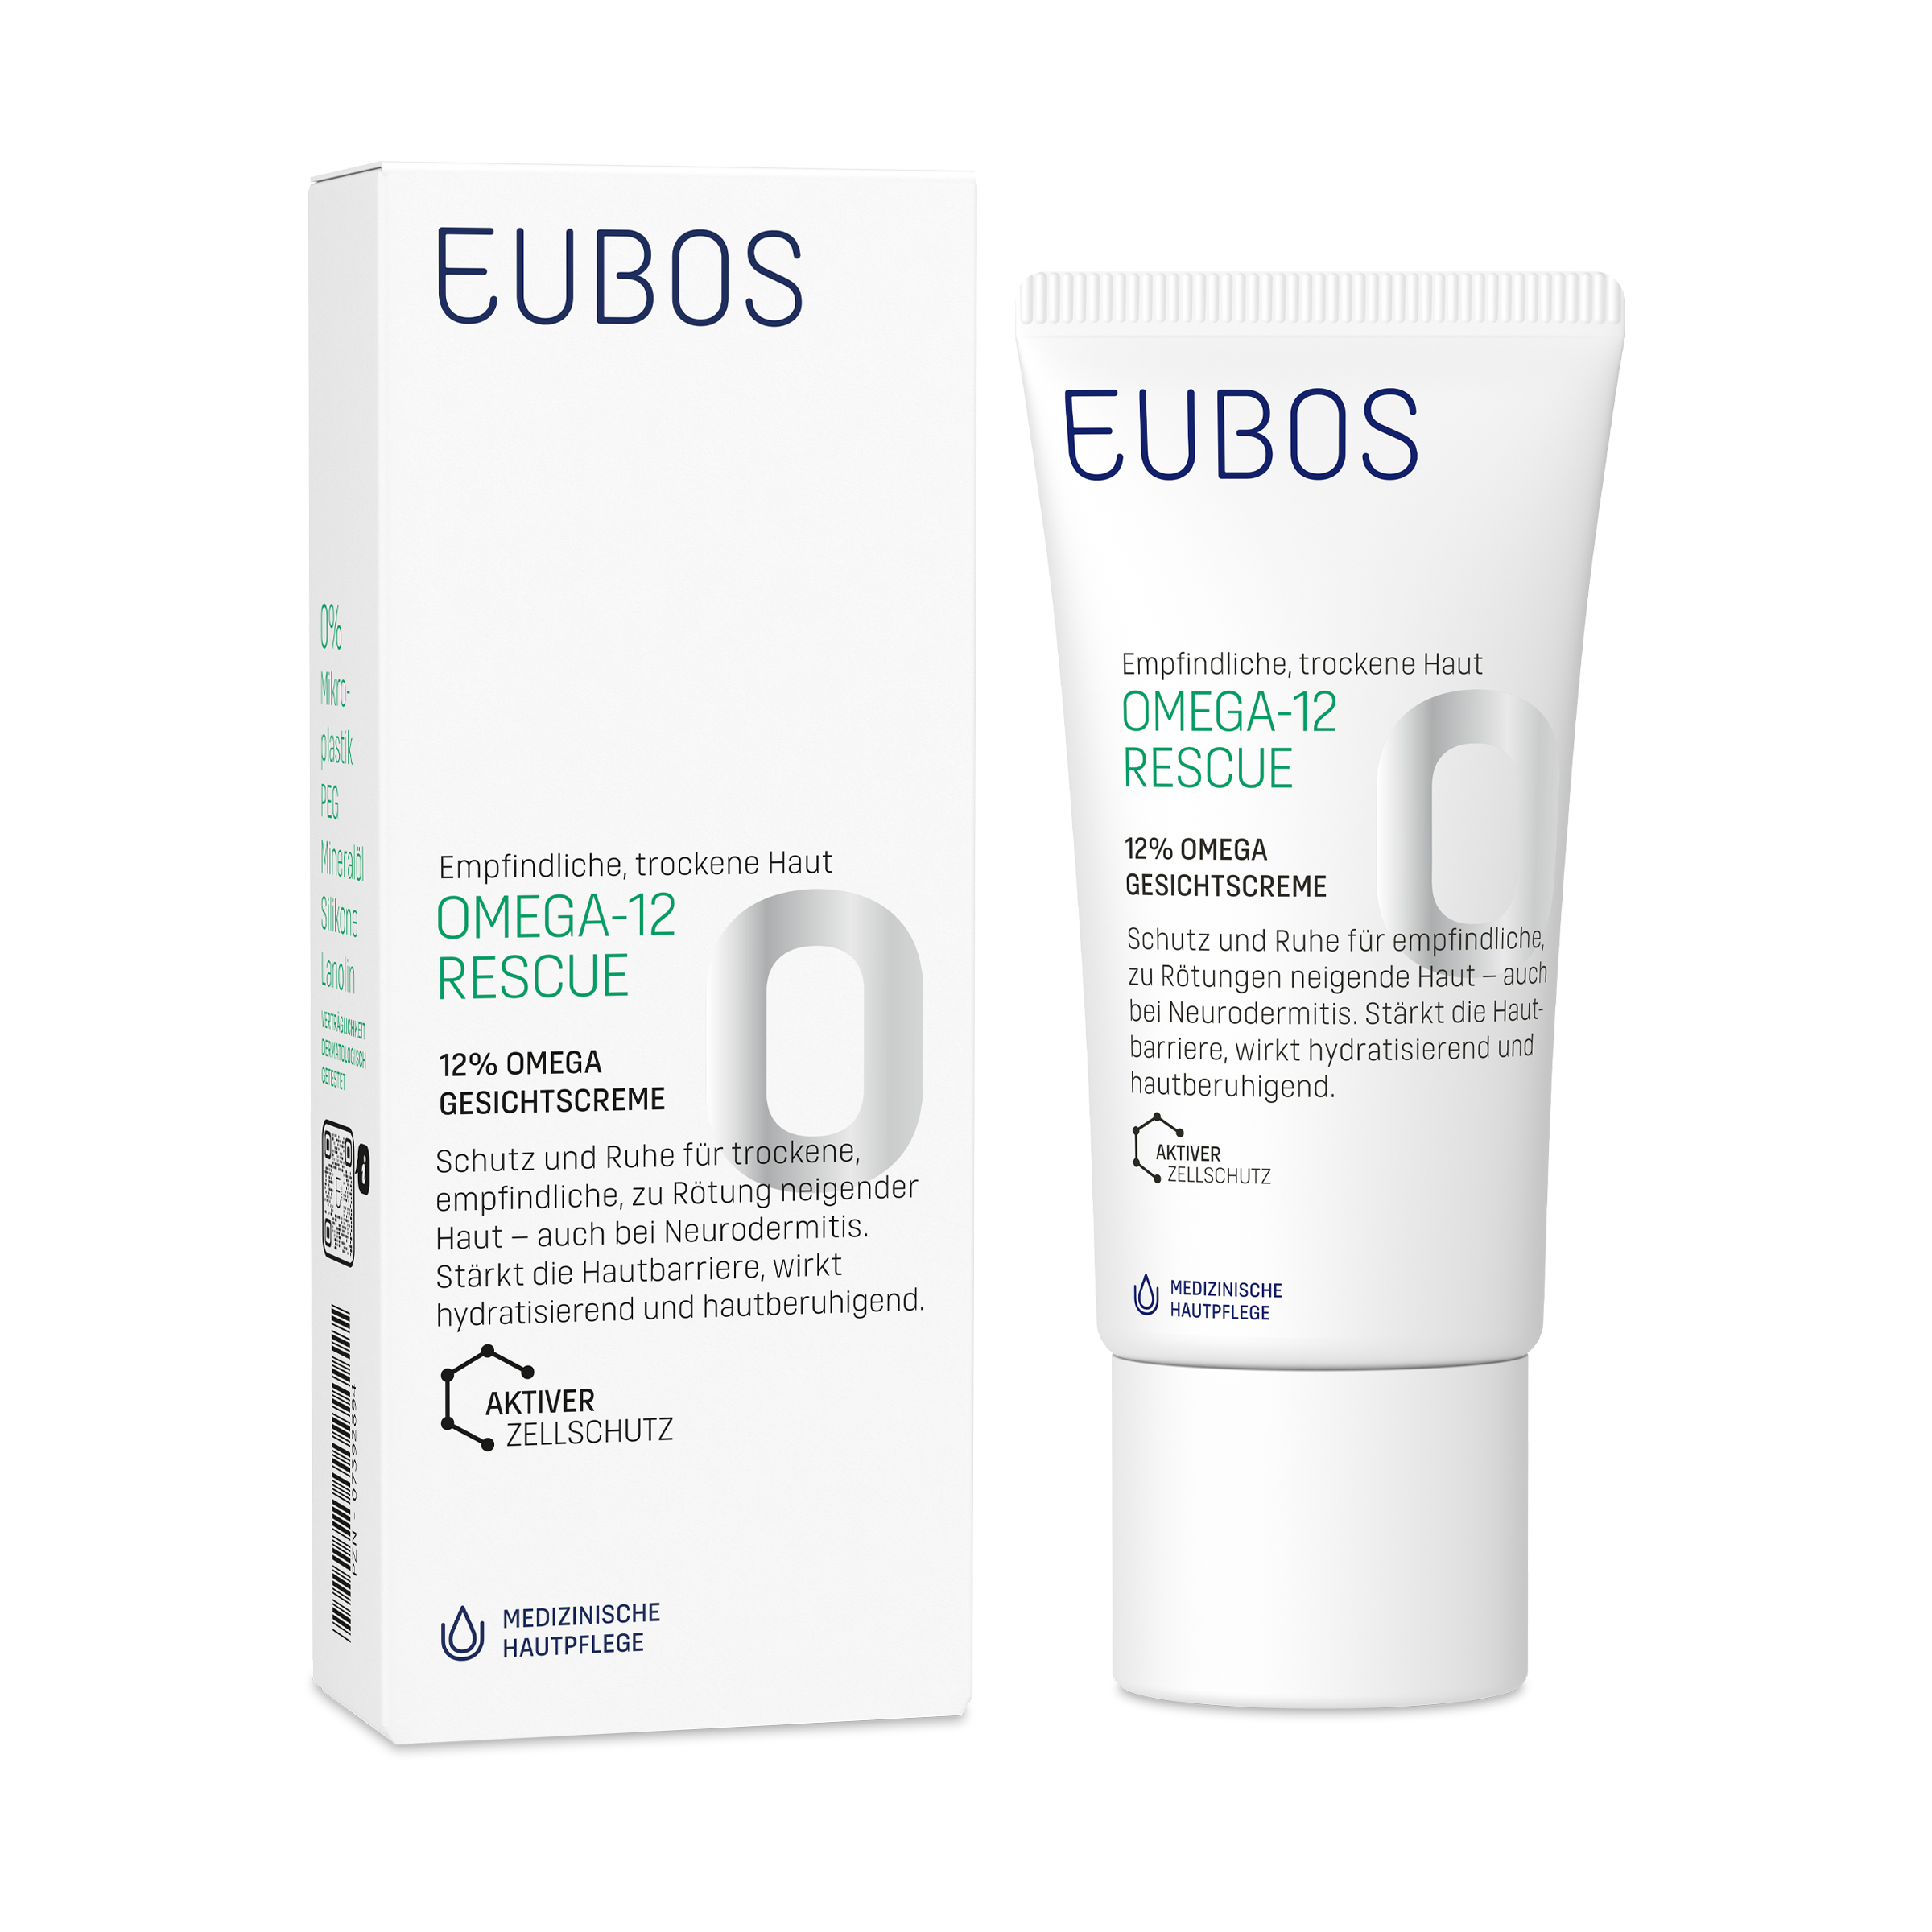 EUBOS
Empfindliche, trockene Haut
OMEGA-12
RESCUE
12% OMEGA
GESICHTSCREME
Schutz und Ruhe für trockene,
empfindliche, zu Rötung neigender
Haut – auch bei Neurodermitis.
Stärkt die Hautbarriere, wirkt
hydratisierend und hautberuhigend.
AKTIVER
ZELLSCHUTZ
MEDIZINISCHE
HAUTPFLEGE
0%
Mikro-
plastik
PEG
Mineralöl
Silikone
Lanolin
VERTRÄGLICHKEIT
DERMATOLOGISCH
GETESTET
PZN - 07392894
EUBOS
Empfindliche, trockene Haut
OMEGA-12
RESCUE
12% OMEGA
GESICHTSCREME
Schutz und Ruhe für empfindliche,
zu Rötungen neigende Haut – auch
bei Neurodermitis. Stärkt die Haut-
barriere, wirkt hydratisierend und
hautberuhigend.
AKTIVER
ZELLSCHUTZ
MEDIZINISCHE
HAUTPFLEGE